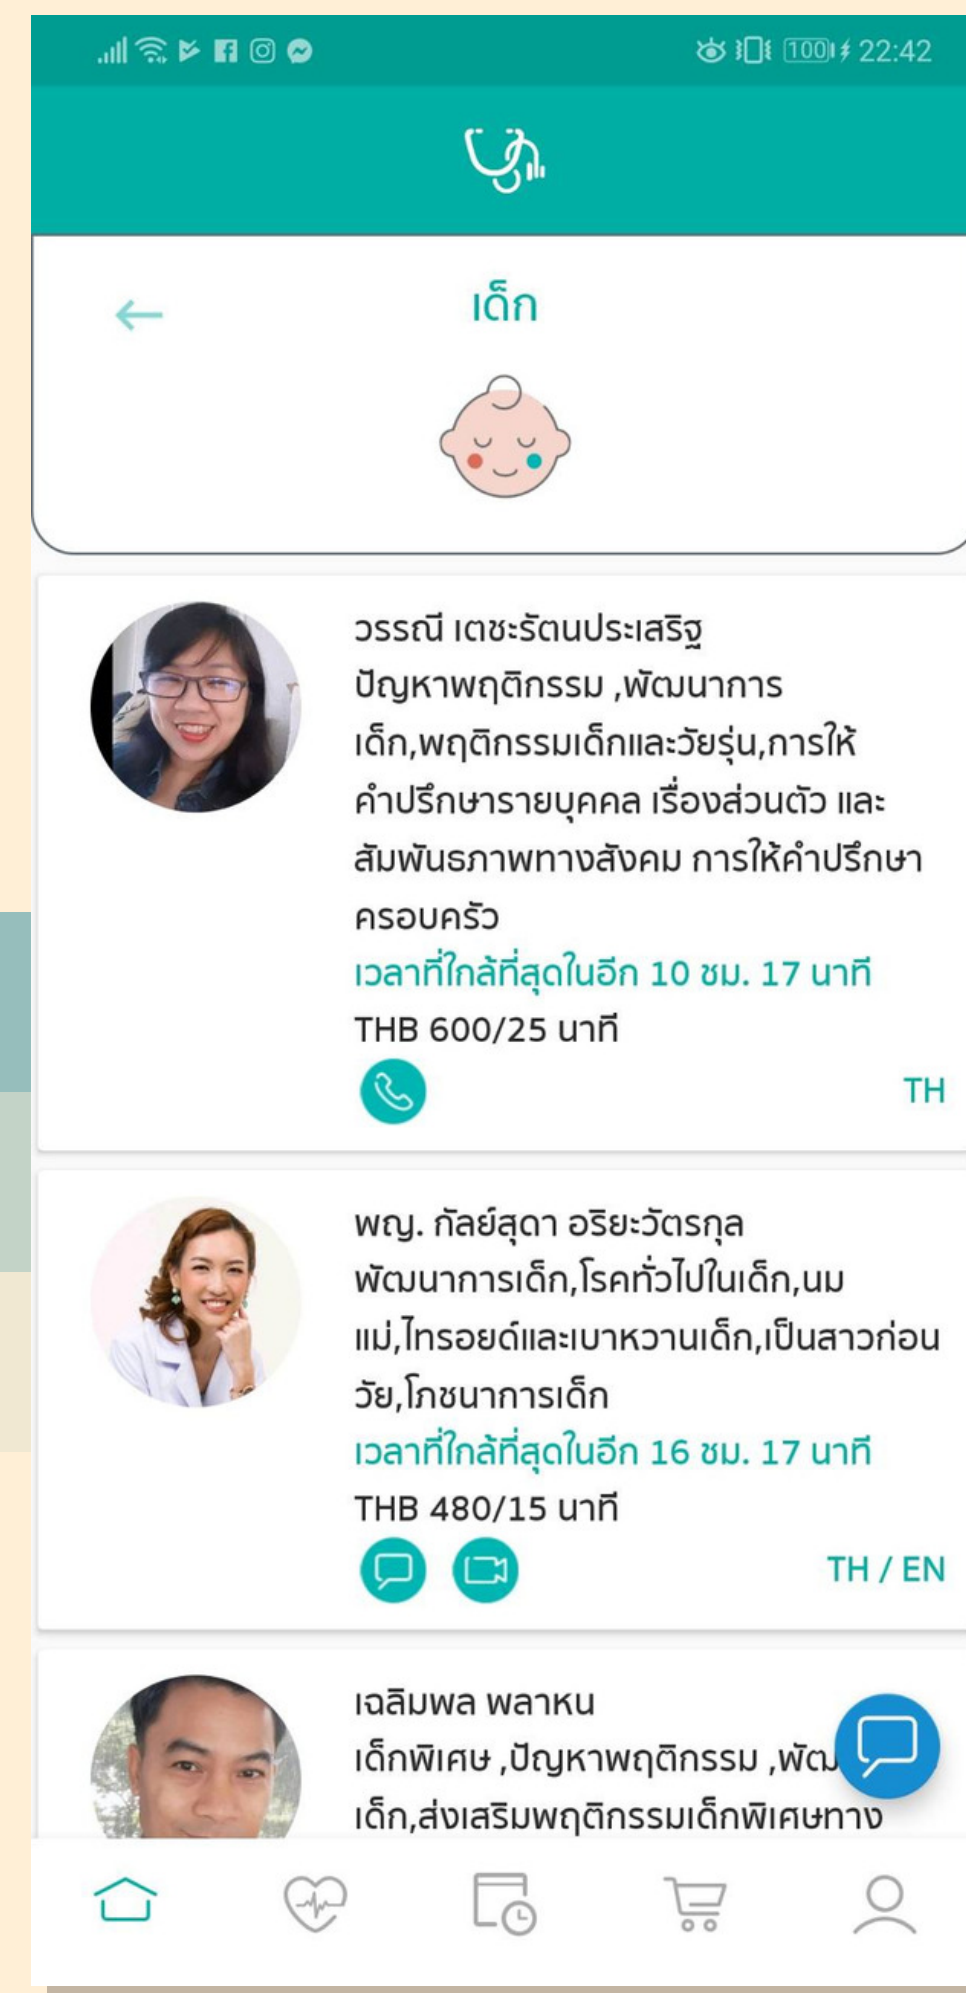 100 22:42
เด็ก
วรรณี เตชะรัตนประเสริฐ
ปัญหาพฤติกรรม ,พัฒนาการ
เด็ก,พฤติกรรมเด็กและวัยรุ่น,การให้
คำปรึกษารายบุคคล เรื่องส่วนตัว และ
สัมพันธภาพทางสังคม การให้คำปรึกษา
ครอบครัว
เวลาที่ใกล้ที่สุดในอีก 10 ชม. 17 นาที
THB 600/25 นาที
TH
พญ. กัลย์สุดา อริยะวัตรกุล
พัฒนาการเด็ก,โรคทั่วไปในเด็ก,นม
แม่,ไทรอยด์และเบาหวานเด็ก,เป็นสาวก่อน
วัย,โภชนาการเด็ก
เวลาที่ใกล้ที่สุดในอีก 16 ชม. 17 นาที
THB 480/15 นาที
TH / EN
เฉลิมพล พลาหน
เด็กพิเศษ ,ปัญหาพฤติกรรม ,พัฒ
เด็ก,ส่งเสริมพฤติกรรมเด็กพิเศษทาง